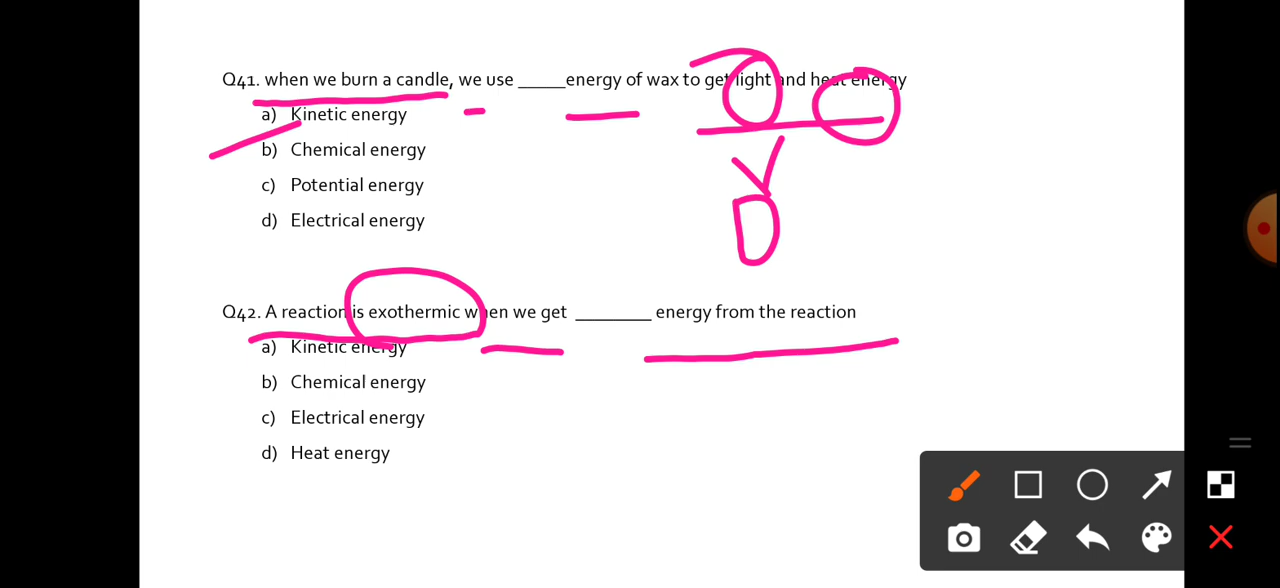 Q41. when we burn a candle, we use _____energy of wax to get light and heat energy
a) Kinetic energy
b) Chemical energy
c) Potential energy
d) Electrical energy
Q42. A reaction is exothermic when we get ________ energy from the reaction
a) Kinetic energy
b) Chemical energy
c) Electrical energy
d) Heat energy